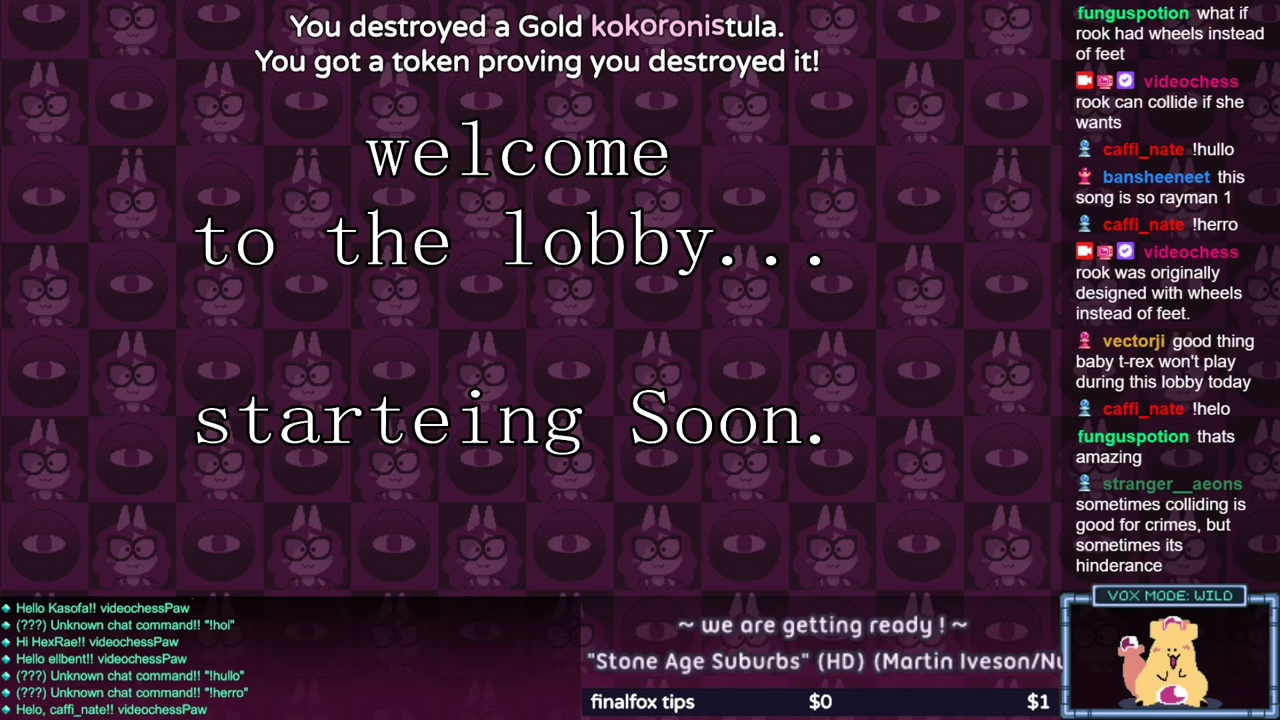 You destroyed a Gold kokoronistula.
You got a token proving you destroyed it!
welcome
to the lobby...
starteing Soon.
funguspotion what if
rook had wheels instead
of feet
videochess
rook can collide if she
wants
caffi_nate !hullo
bansheeneet this
song is so rayman 1
caffi_nate !herro
videochess
rook was originally
designed with wheels
instead of feet.
vectorji good thing
baby t-rex won't play
during this lobby today
caffi_nate !helo
funguspotion thats
amazing
stranger__aeons
sometimes colliding is
good for crimes, but
sometimes its
hinderance
Hello Kasofa!! videochessPaw
(???) Unknown chat command!! "!hoi"
Hi HexRae!! videochessPaw
Hello ellbent!! videochessPaw
(???) Unknown chat command!! "!hullo"
(???) Unknown chat command!! "!herro"
Helo, caffi_nate!! videochessPaw
~ we are getting ready ! ~
"Stone Age Suburbs" (HD) (Martin Iveson/Nu
finalfox tips $0 $1
VOX MODE: WILD